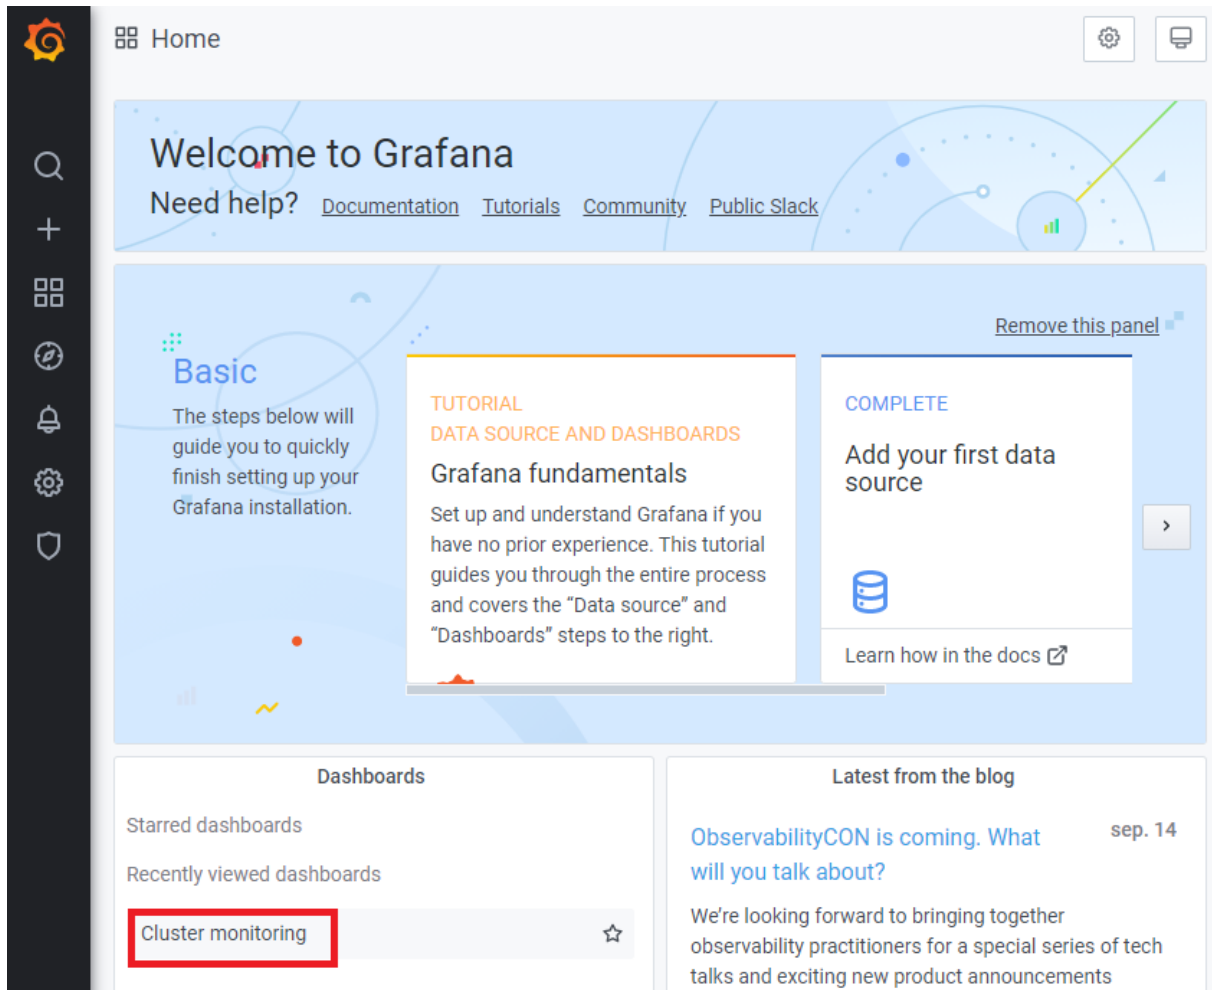 Home
Welcome to Grafana
Need help? Documentation Tutorials Community Public Slack
Remove this panel
Basic
The steps below will
guide you to quickly
finish setting up your
Grafana installation.
TUTORIAL
DATA SOURCE AND DASHBOARDS
Grafana fundamentals
Set up and understand Grafana if you
have no prior experience. This tutorial
guides you through the entire process
and covers the “Data source” and
“Dashboards” steps to the right.
COMPLETE
Add your first data
source
Learn how in the docs
Dashboards
Starred dashboards
Recently viewed dashboards
Cluster monitoring
Latest from the blog
ObservabilityCON is coming. What
will you talk about?
sep. 14
We're looking forward to bringing together
observability practitioners for a special series of tech
talks and exciting new product announcements